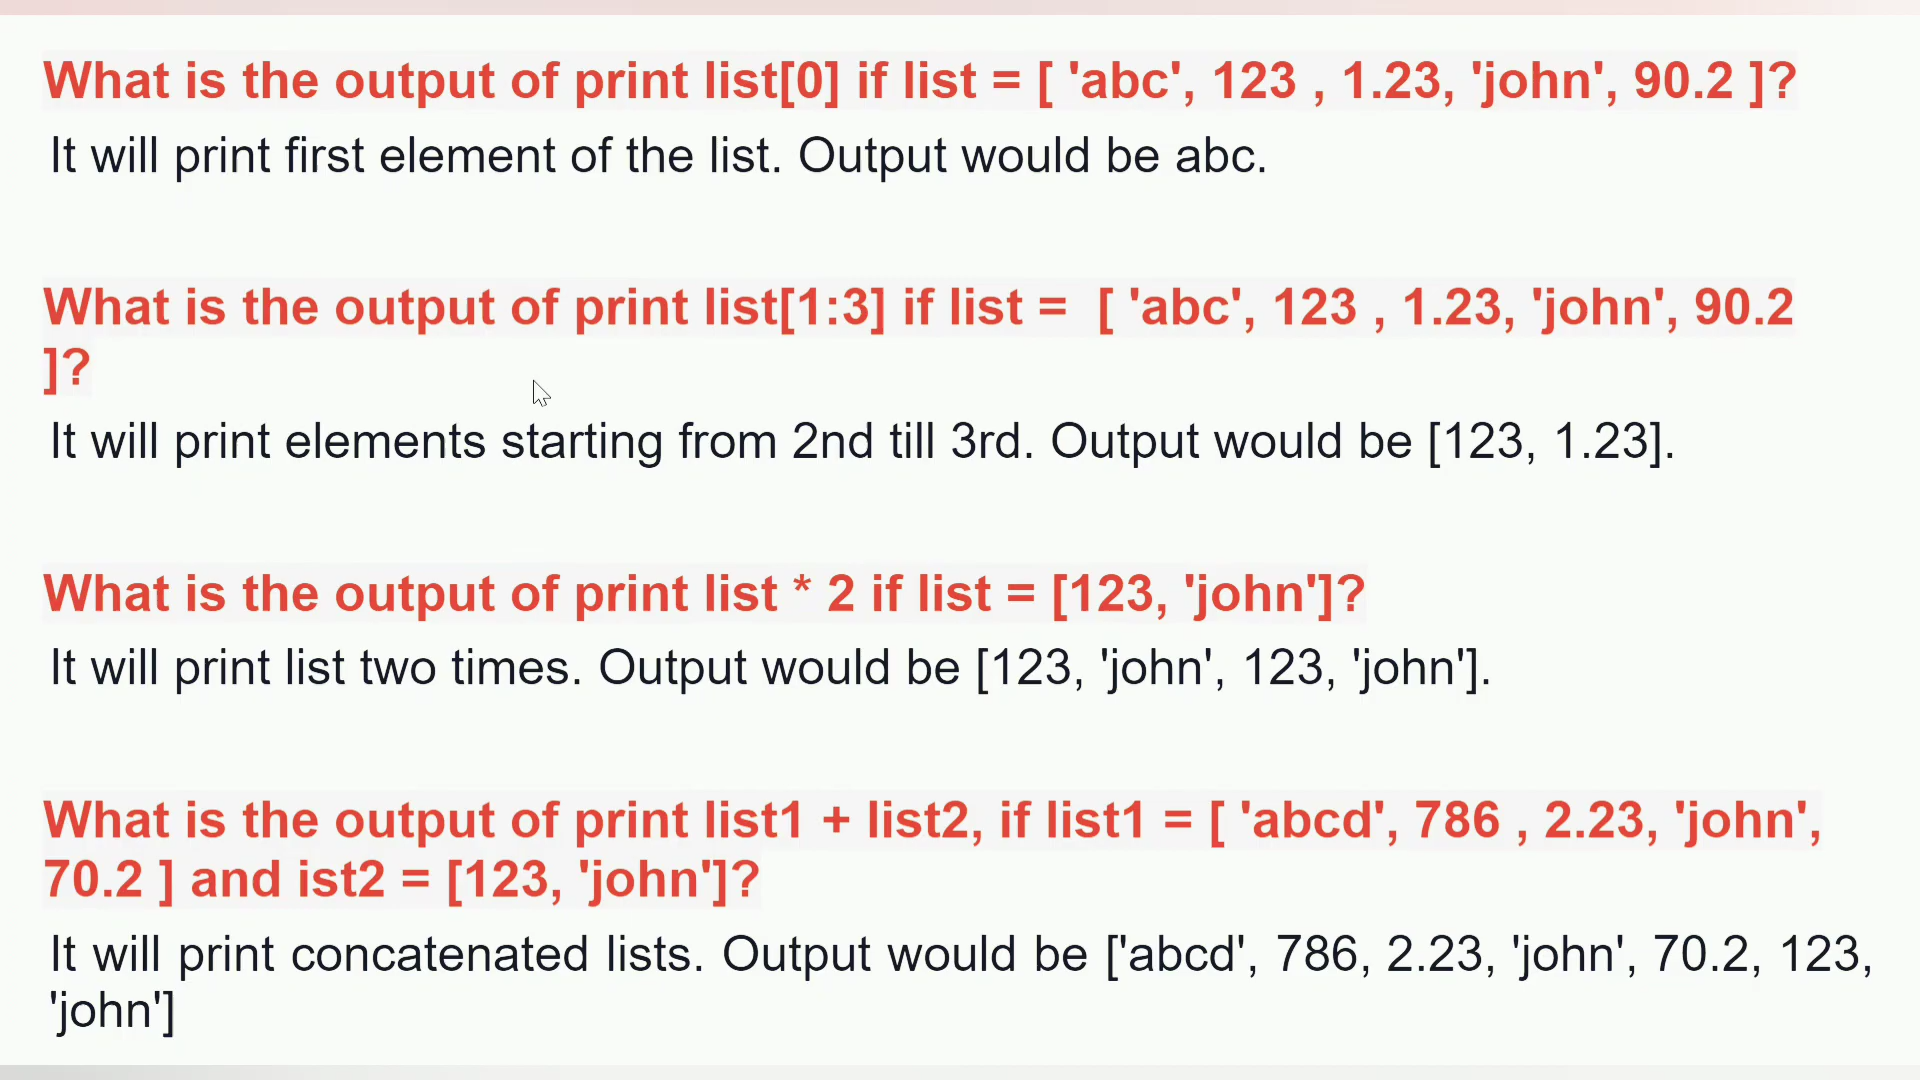 What is the output of print list[0] if list = [ 'abc', 123 , 1.23, 'john', 90.2 ]?
It will print first element of the list. Output would be abc.
What is the output of print list[1:3] if list =  [ 'abc', 123 , 1.23, 'john', 90.2
]?
It will print elements starting from 2nd till 3rd. Output would be [123, 1.23].
What is the output of print list * 2 if list = [123, 'john']?
It will print list two times. Output would be [123, 'john', 123, 'john'].
What is the output of print list1 + list2, if list1 = [ 'abcd', 786 , 2.23, 'john',
70.2 ] and ist2 = [123, 'john']?
It will print concatenated lists. Output would be ['abcd', 786, 2.23, 'john', 70.2, 123,
'john']